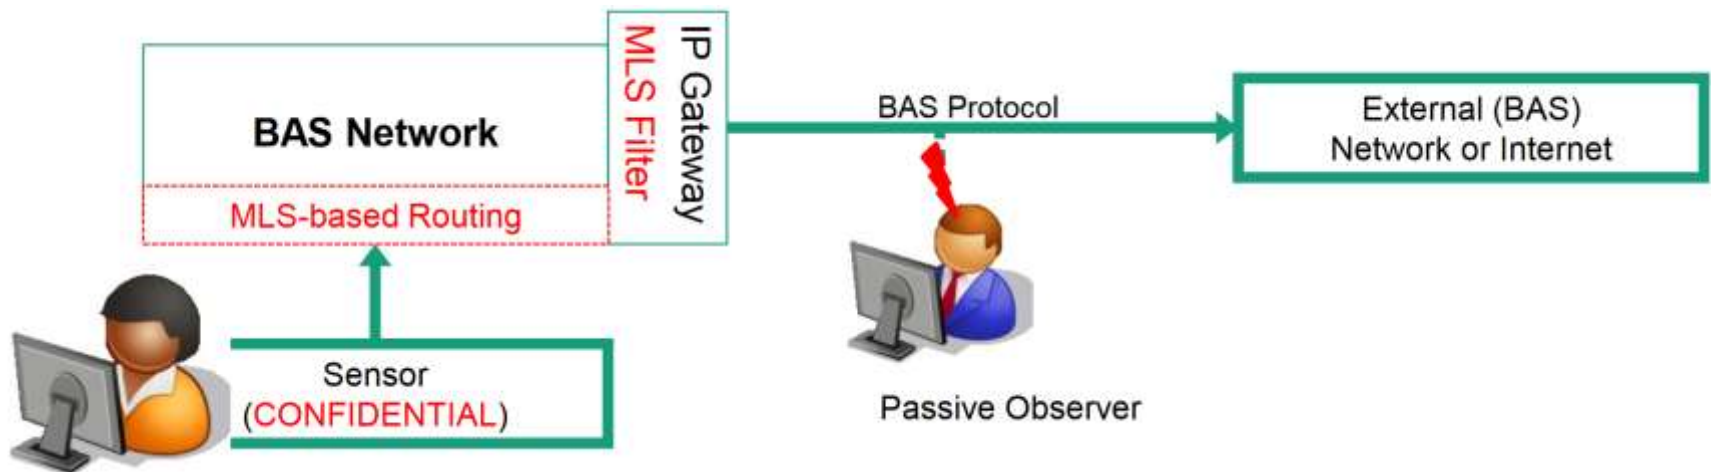 BAS Network
MLS-based Routing
MLS Filter
IP Gateway
BAS Protocol
External (BAS)
Network or Internet
Sensor
(CONFIDENTIAL)
Passive Observer